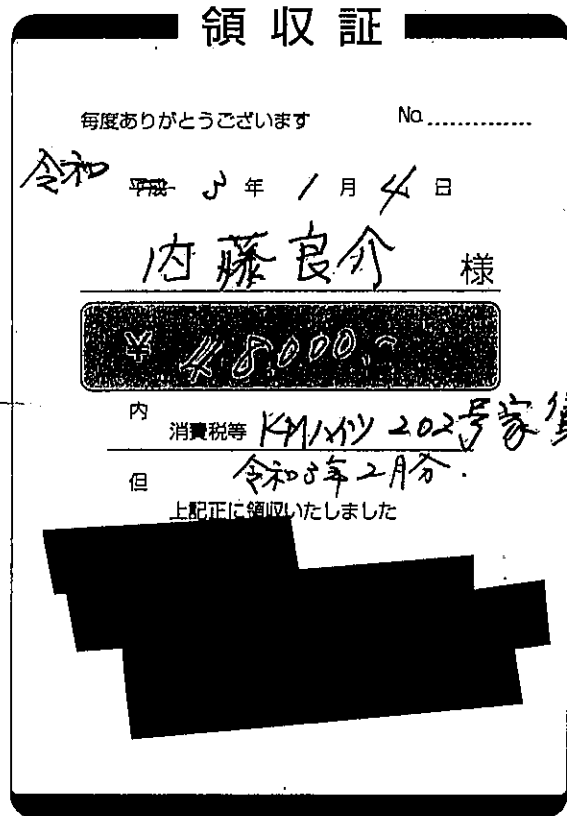 領収証
毎度ありがとうございます No.
令和 平成 3年1月4日
内藤良介 様
¥48,000.-
内 消費税等 KMハイツ 202号家賃
但 令和3年2月分.
上記正に領収いたしました